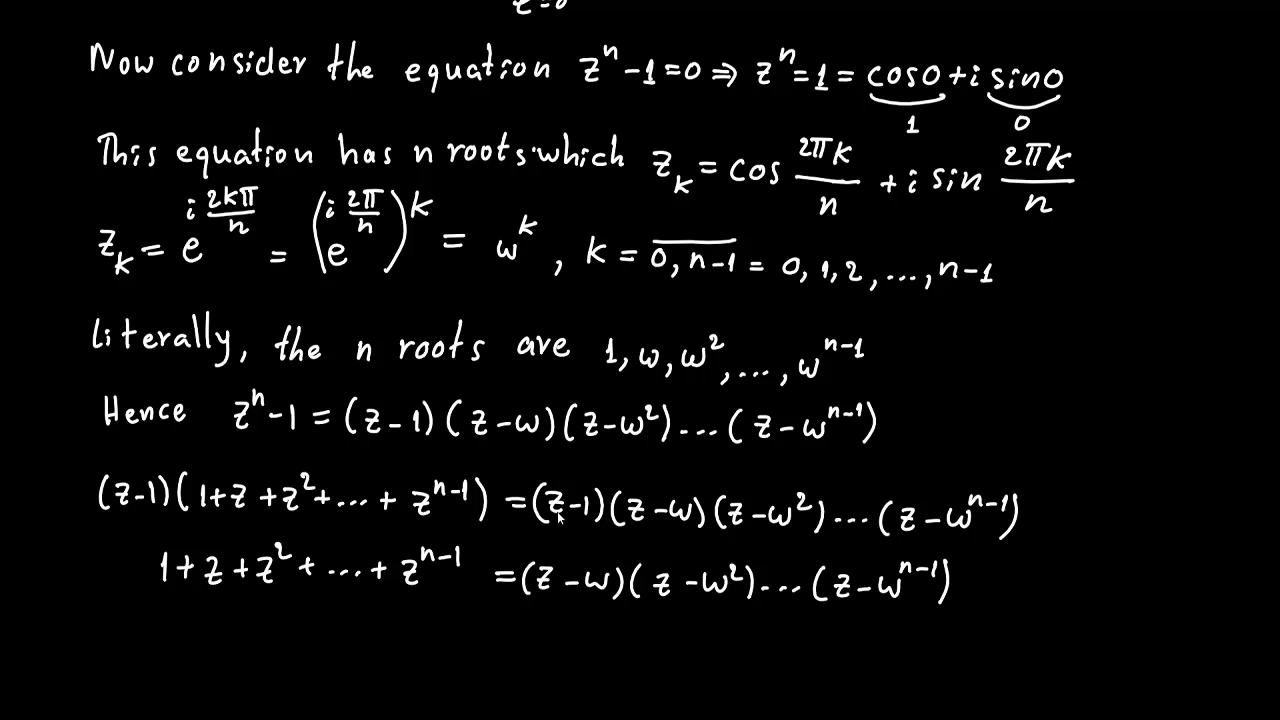 z=0
Now consider the equation z^n - 1 = 0 ⇒ z^n = 1 = cos0 + i sin0
1 0
This equation has n roots which z_k = cos 2πk/n + i sin 2πk/n
z_k = e^(i 2kπ/n) = (e^(i 2π/n))^k = ω^k, k = \overline{0, n-1} = 0, 1, 2, ..., n-1
Literally, the n roots are 1, ω, ω^2, ..., ω^(n-1)
Hence z^n - 1 = (z - 1)(z - ω)(z - ω^2) ... (z - ω^(n-1))
(z-1)(1 + z + z^2 + ... + z^(n-1)) = (z - 1)(z - ω)(z - ω^2) ... (z - ω^(n-1))
1 + z + z^2 + ... + z^(n-1) = (z - ω)(z - ω^2) ... (z - ω^(n-1))